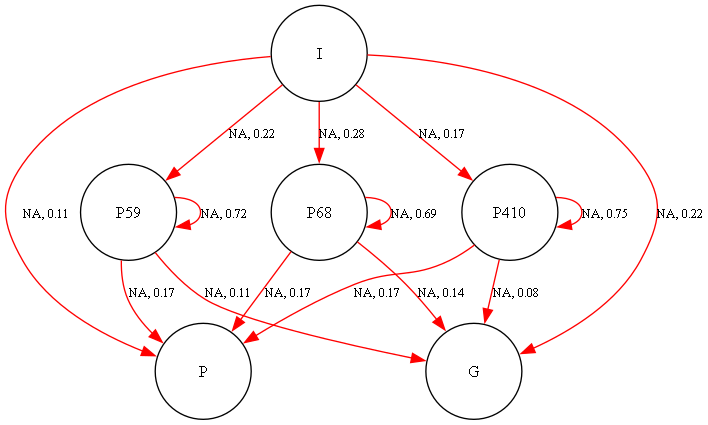 I
NA, 0.22
NA, 0.28
NA, 0.17
P59
NA, 0.72
P68
NA, 0.69
P410
NA, 0.75
NA, 0.11
NA, 0.22
NA, 0.17
NA, 0.11
NA, 0.17
NA, 0.17
NA, 0.14
NA, 0.08
P
G